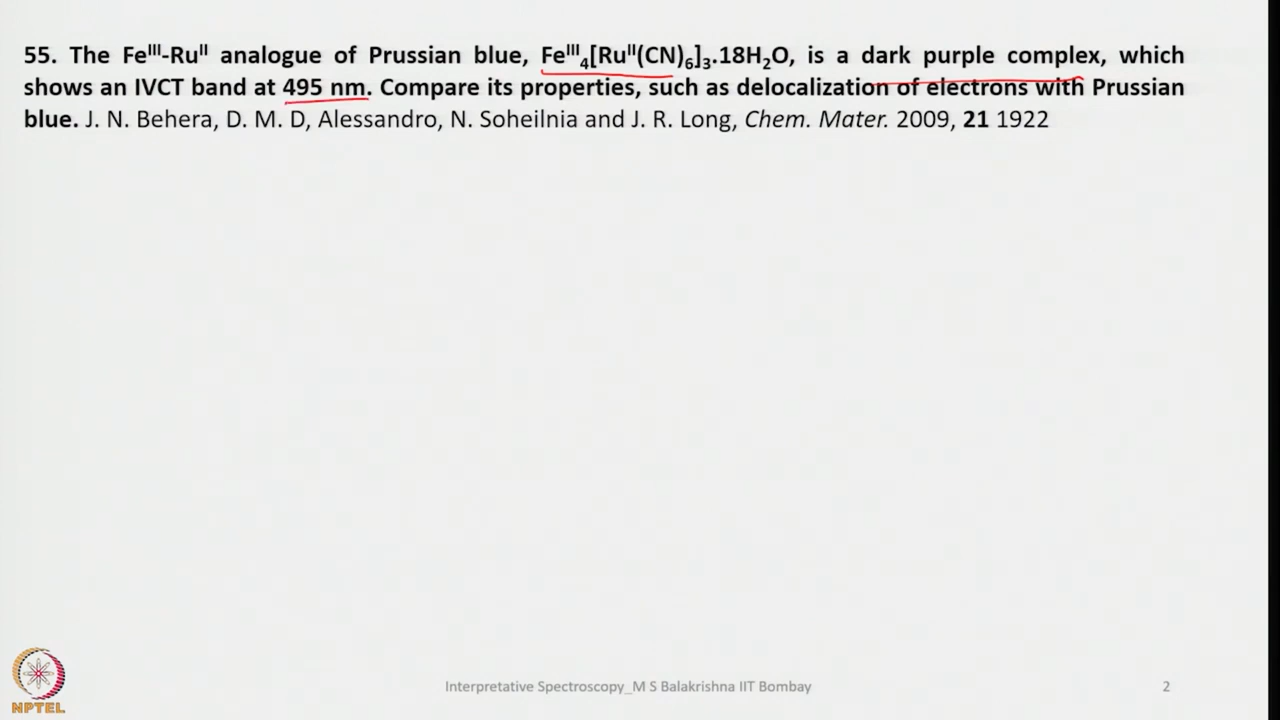 55. The Feᴵᴵᴵ-Ruᴵᴵ analogue of Prussian blue, Feᴵᴵᴵ₄[Ruᴵᴵ(CN)₆]₃.18H₂O, is a dark purple complex, which
shows an IVCT band at 495 nm. Compare its properties, such as delocalization of electrons with Prussian
blue. J. N. Behera, D. M. D, Alessandro, N. Soheilnia and J. R. Long, Chem. Mater. 2009, 21 1922
NPTEL
Interpretative Spectroscopy_M S Balakrishna IIT Bombay
2